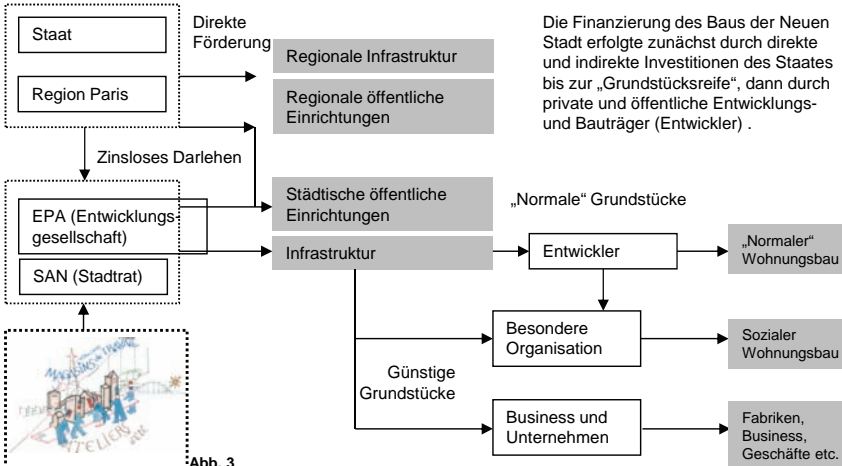 Staat
Region Paris
Direkte
Förderung
Regionale Infrastruktur
Regionale öffentliche
Einrichtungen
Die Finanzierung des Baus der Neuen
Stadt erfolgte zunächst durch direkte
und indirekte Investitionen des Staates
bis zur „Grundstücksreife“, dann durch
private und öffentliche Entwicklungs-
und Bauträger (Entwickler) .
Zinsloses Darlehen
EPA (Entwicklungs-
gesellschaft)
SAN (Stadtrat)
Städtische öffentliche
Einrichtungen
Infrastruktur
„Normale“ Grundstücke
Entwickler
„Normaler“
Wohnungsbau
Besondere
Organisation
Sozialer
Wohnungsbau
Günstige
Grundstücke
Business und
Unternehmen
Fabriken,
Business,
Geschäfte etc.
MAGASINS
TRAVAIL
ATELIERS
Abb. 3